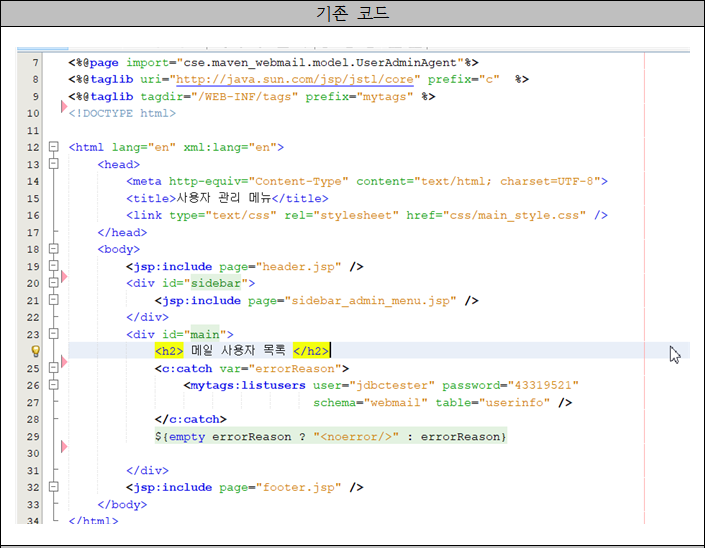 기존 코드
7 <%@page import="cse.maven_webmail.model.UserAdminAgent"%>
8 <%@taglib uri="http://java.sun.com/jsp/jstl/core" prefix="c"  %>
9 <%@taglib tagdir="/WEB-INF/tags" prefix="mytags" %>
10 <!DOCTYPE html>
11
12 <html lang="en" xml:lang="en">
13     <head>
14         <meta http-equiv="Content-Type" content="text/html; charset=UTF-8">
15         <title>사용자 관리 메뉴</title>
16         <link type="text/css" rel="stylesheet" href="css/main_style.css" />
17     </head>
18     <body>
19         <jsp:include page="header.jsp" />
20         <div id="sidebar">
21             <jsp:include page="sidebar_admin_menu.jsp" />
22         </div>
23         <div id="main">
            <h2> 메일 사용자 목록 </h2>
25             <c:catch var="errorReason">
26                 <mytags:listusers user="jdbctester" password="43319521"
27                                   schema="webmail" table="userinfo" />
28             </c:catch>
29             ${empty errorReason ? "<noerror/>" : errorReason}
30
31         </div>
32         <jsp:include page="footer.jsp" />
33     </body>
34 </html>